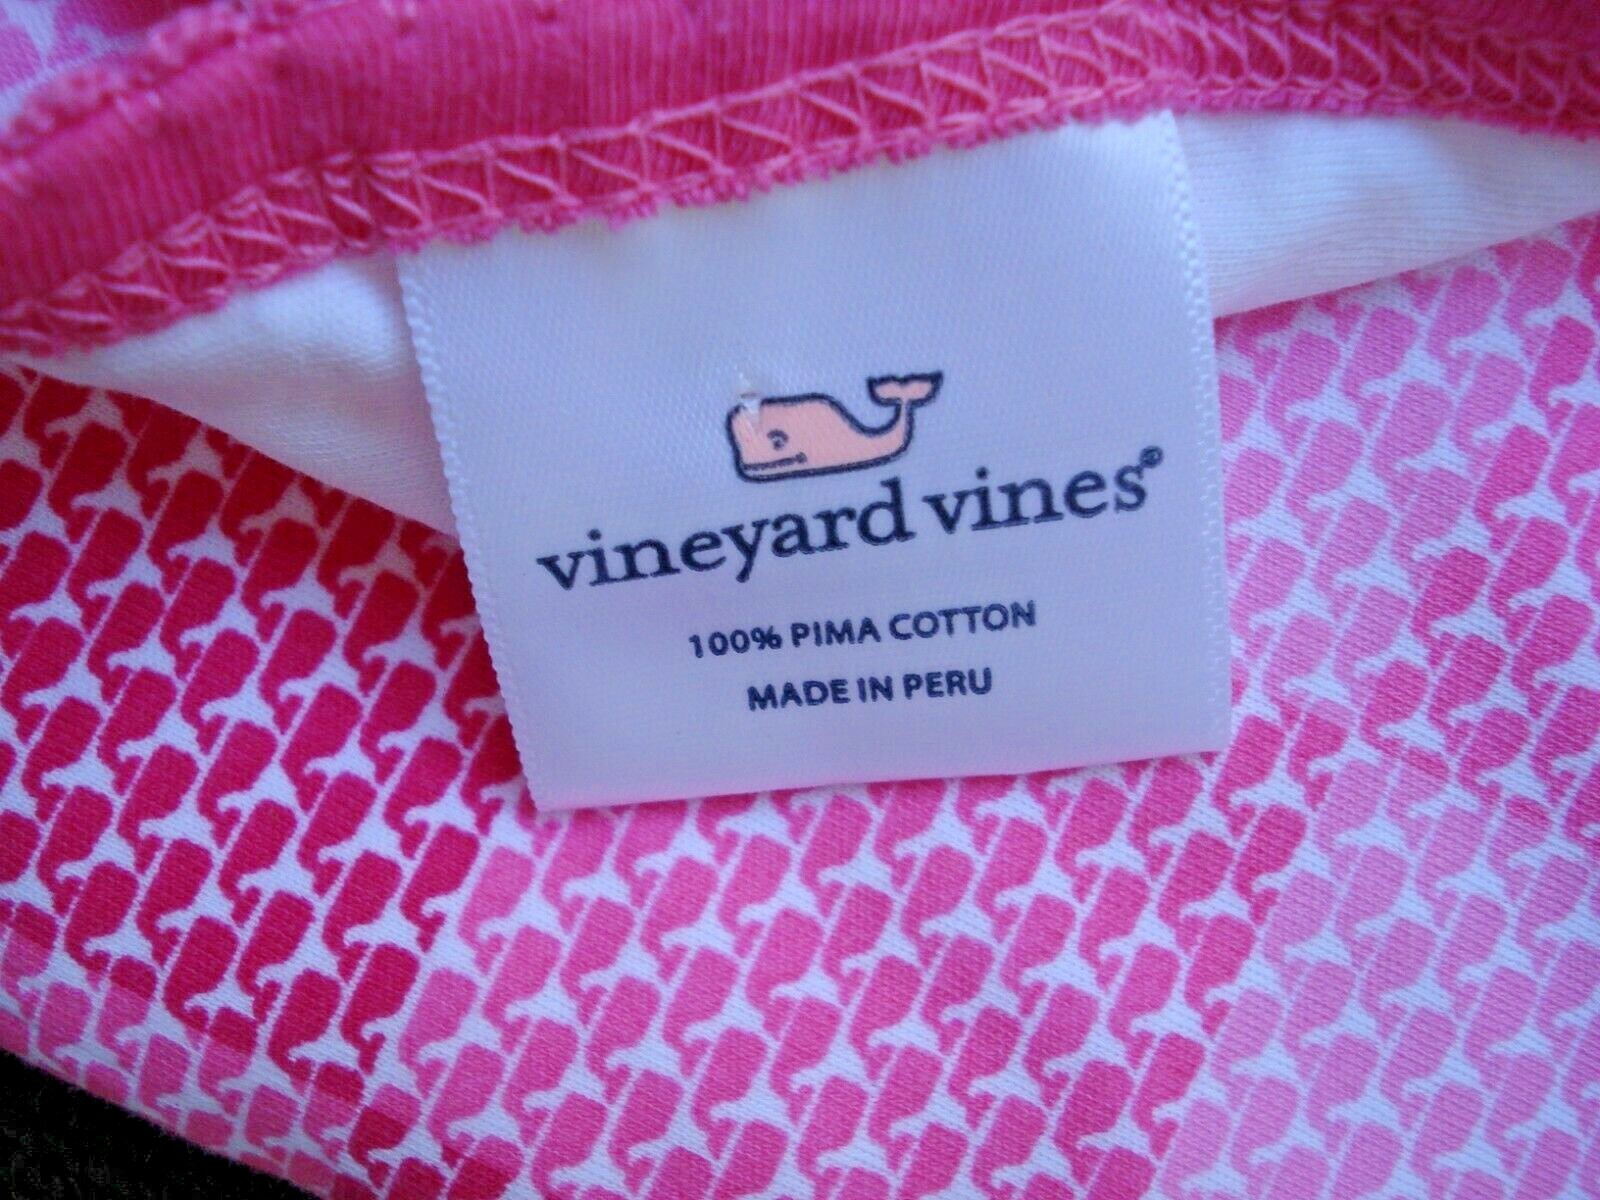 vineyard vines®
100% PIMA COTTON
MADE IN PERU